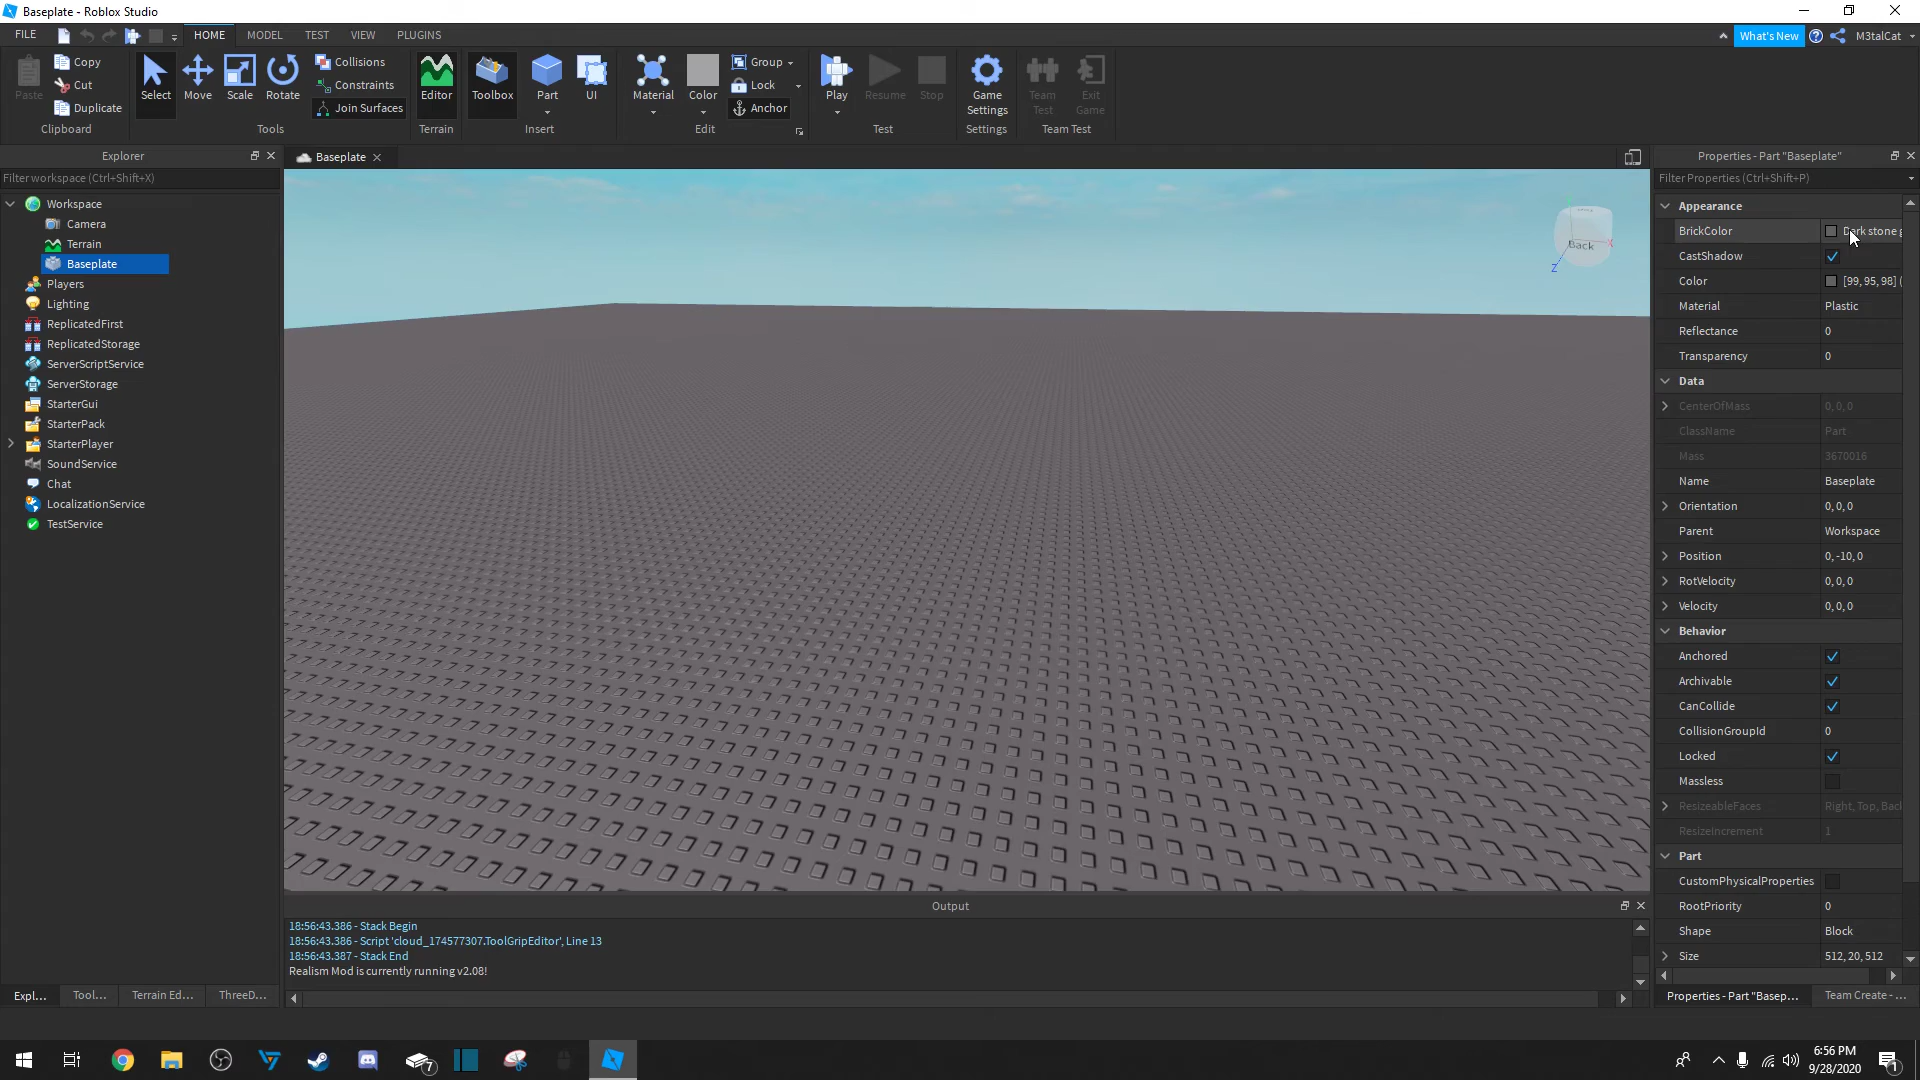 Baseplate - Roblox Studio
FILE HOME MODEL TEST VIEW PLUGINS What's New M3talCat
Paste Copy Cut Duplicate Clipboard
Select Move Scale Rotate Collisions Constraints Join Surfaces Tools
Editor Terrain
Toolbox Part UI Insert
Material Color Group Lock Anchor Edit
Play Resume Stop Test
Game Settings Settings
Team Test Exit Game Team Test
Explorer
Filter workspace (Ctrl+Shift+X)
Workspace
Camera
Terrain
Baseplate
Players
Lighting
ReplicatedFirst
ReplicatedStorage
ServerScriptService
ServerStorage
StarterGui
StarterPack
StarterPlayer
SoundService
Chat
LocalizationService
TestService
Expl... Tool... Terrain Ed... ThreeD...
Baseplate
Back
X
Z
Output
18:56:43.386 - Stack Begin
18:56:43.386 - Script 'cloud_174577307.ToolGripEditor', Line 13
18:56:43.387 - Stack End
Realism Mod is currently running v2.08!
Properties - Part "Baseplate"
Filter Properties (Ctrl+Shift+P)
Appearance
BrickColor Dark stone g
CastShadow
Color [99, 95, 98] (
Material Plastic
Reflectance 0
Transparency 0
Data
CenterOfMass 0, 0, 0
ClassName Part
Mass 3670016
Name Baseplate
Orientation 0, 0, 0
Parent Workspace
Position 0, -10, 0
RotVelocity 0, 0, 0
Velocity 0, 0, 0
Behavior
Anchored
Archivable
CanCollide
CollisionGroupId 0
Locked
Massless
ResizeableFaces Right, Top, Bac
ResizeIncrement 1
Part
CustomPhysicalProperties
RootPriority 0
Shape Block
Size 512, 20, 512
Properties - Part "Basep... Team Create - ...
7
6:56 PM
9/28/2020
1